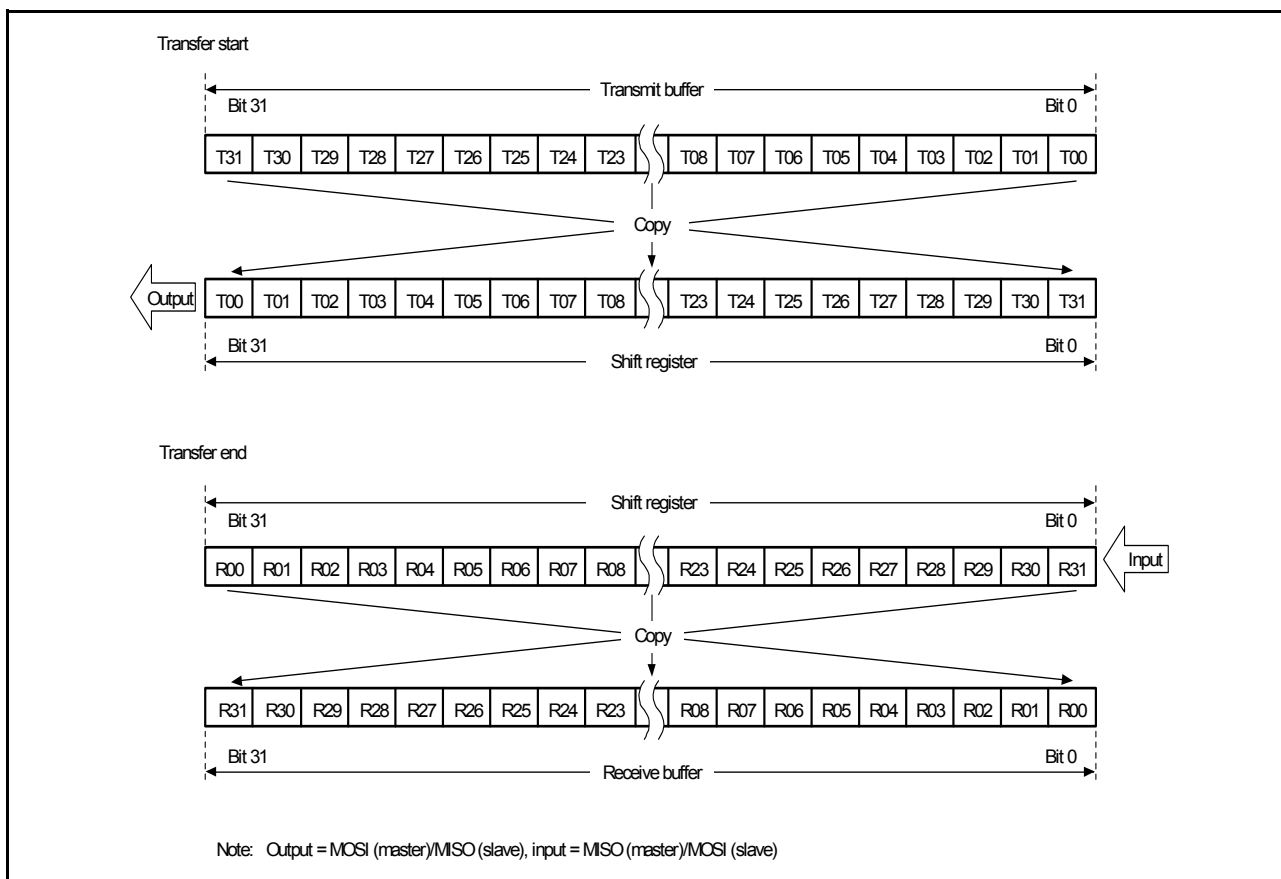 Transfer start
Transmit buffer
Bit 31 Bit 0
T31 T30 T29 T28 T27 T26 T25 T24 T23 T08 T07 T06 T05 T04 T03 T02 T01 T00
Copy
Output T00 T01 T02 T03 T04 T05 T06 T07 T08 T23 T24 T25 T26 T27 T28 T29 T30 T31
Bit 31 Bit 0
Shift register
Transfer end
Shift register
Bit 31 Bit 0
R00 R01 R02 R03 R04 R05 R06 R07 R08 R23 R24 R25 R26 R27 R28 R29 R30 R31 Input
Copy
R31 R30 R29 R28 R27 R26 R25 R24 R23 R08 R07 R06 R05 R04 R03 R02 R01 R00
Bit 31 Bit 0
Receive buffer
Note: Output = MOSI (master)/MISO (slave), input = MISO (master)/MOSI (slave)